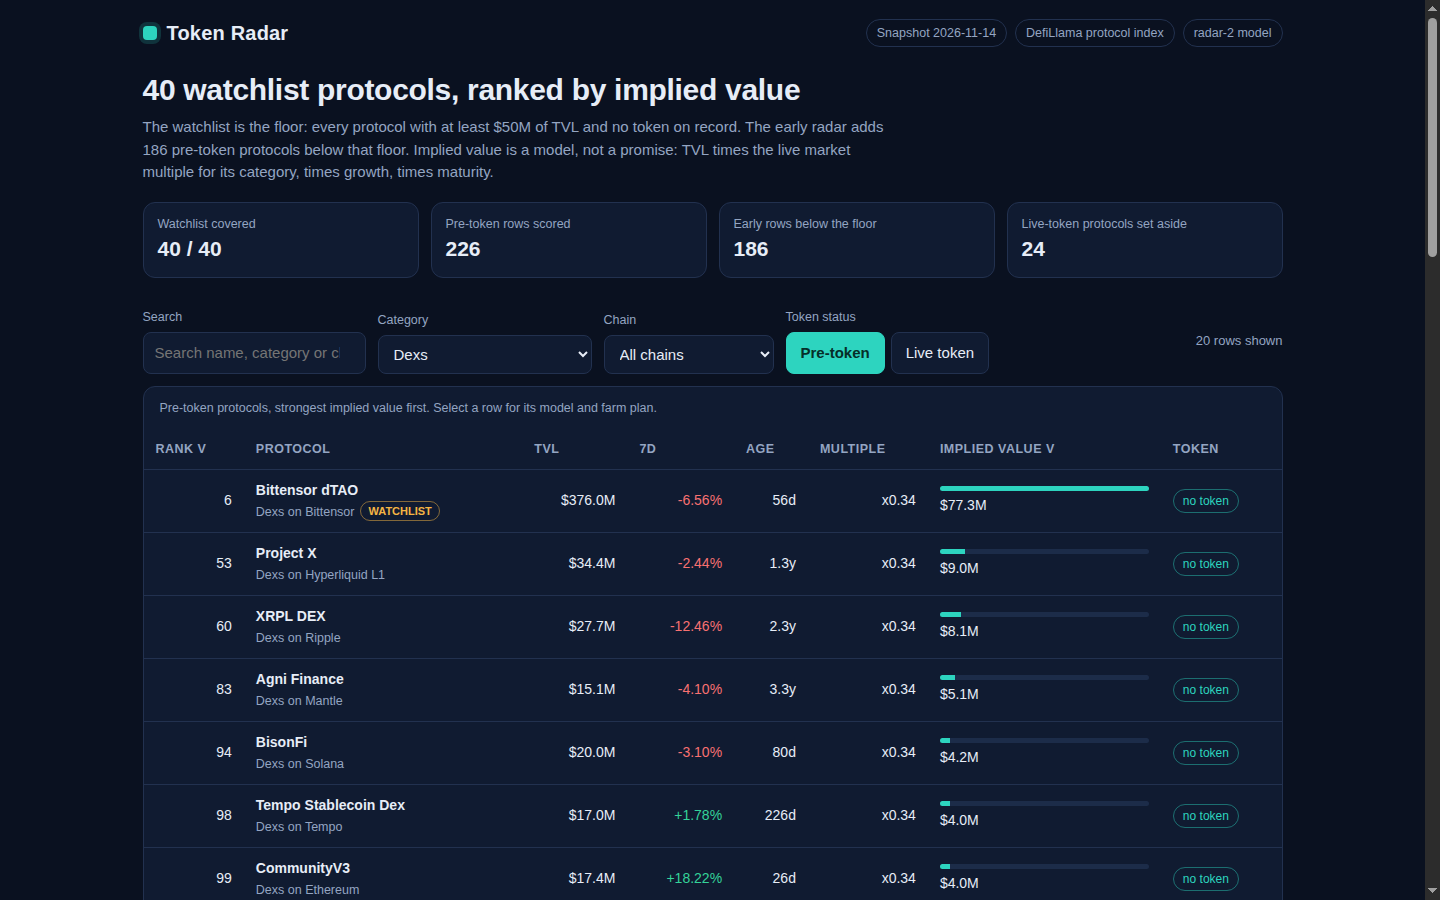 Token Radar
Snapshot 2026-11-14
DefiLlama protocol index
radar-2 model
40 watchlist protocols, ranked by implied value
The watchlist is the floor: every protocol with at least $50M of TVL and no token on record. The early radar adds
186 pre-token protocols below that floor. Implied value is a model, not a promise: TVL times the live market
multiple for its category, times growth, times maturity.
Watchlist covered
40 / 40
Pre-token rows scored
226
Early rows below the floor
186
Live-token protocols set aside
24
Search
Search name, category or c
Category
Dexs
Chain
All chains
Token status
Pre-token
Live token
20 rows shown
Pre-token protocols, strongest implied value first. Select a row for its model and farm plan.
RANK V PROTOCOL TVL 7D AGE MULTIPLE IMPLIED VALUE V TOKEN
6 Bittensor dTAO $376.0M -6.56% 56d x0.34 $77.3M no token
Dexs on Bittensor WATCHLIST
53 Project X $34.4M -2.44% 1.3y x0.34 $9.0M no token
Dexs on Hyperliquid L1
60 XRPL DEX $27.7M -12.46% 2.3y x0.34 $8.1M no token
Dexs on Ripple
83 Agni Finance $15.1M -4.10% 3.3y x0.34 $5.1M no token
Dexs on Mantle
94 BisonFi $20.0M -3.10% 80d x0.34 $4.2M no token
Dexs on Solana
98 Tempo Stablecoin Dex $17.0M +1.78% 226d x0.34 $4.0M no token
Dexs on Tempo
99 CommunityV3 $17.4M +18.22% 26d x0.34 $4.0M no token
Dexs on Ethereum